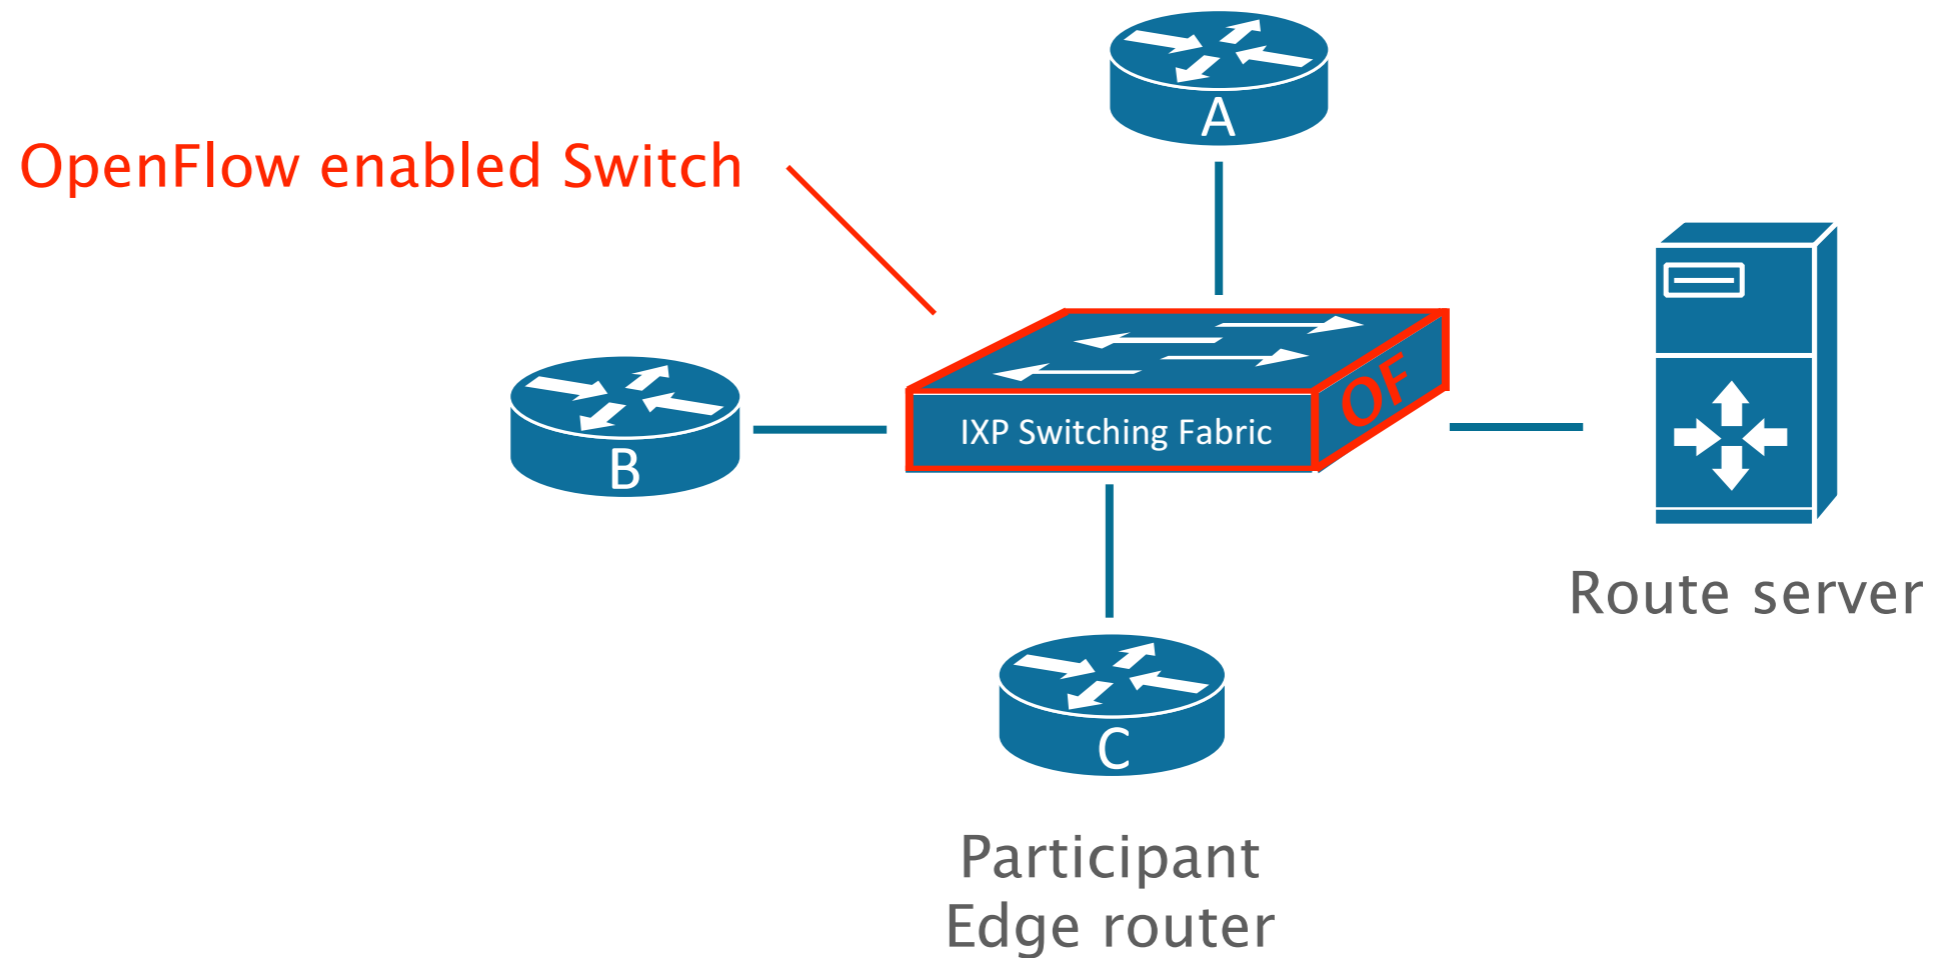 A
OpenFlow enabled Switch
OF
IXP Switching Fabric
B
Route server
C
Participant
Edge router